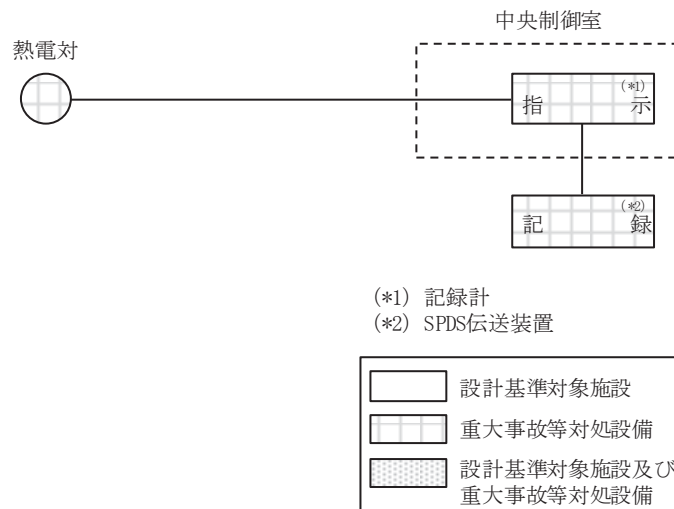 中央制御室
熱電対
(*1)
指 示
(*2)
記 録
(*1) 記録計
(*2) SPDS伝送装置
設計基準対象施設
重大事故等対処設備
設計基準対象施設及び
重大事故等対処設備